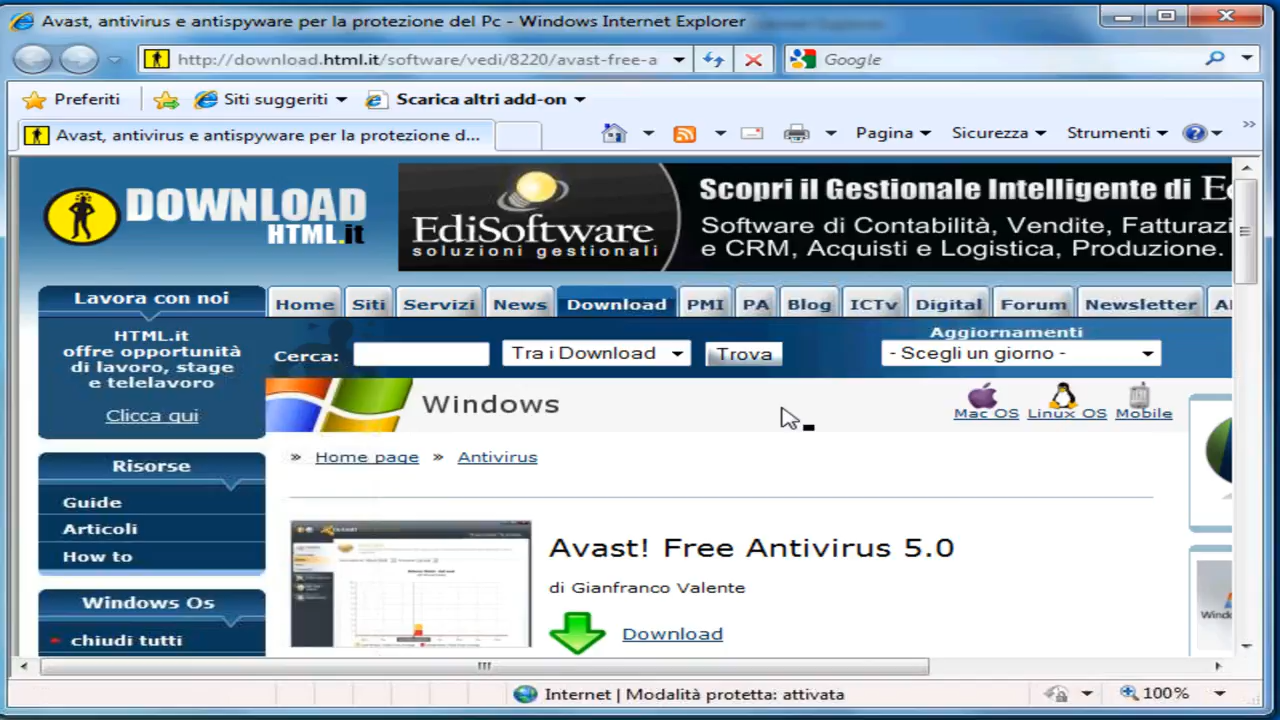 Avast, antivirus e antispyware per la protezione del Pc - Windows Internet Explorer
http://download.html.it/software/vedi/8220/avast-free-a
Google
Preferiti
Siti suggeriti
Scarica altri add-on
Avast, antivirus e antispyware per la protezione d...
Pagina
Sicurezza
Strumenti
»
DOWNLOAD
HTML.it
EdiSoftware
soluzioni gestionali
Scopri il Gestionale Intelligente di E
Software di Contabilità, Vendite, Fatturazi
e CRM, Acquisti e Logistica, Produzione.
Lavora con noi
Home
Siti
Servizi
News
Download
PMI
PA
Blog
ICTv
Digital
Forum
Newsletter
HTML.it
offre opportunità
di lavoro, stage
e telelavoro
Clicca qui
Cerca:
Tra i Download
Trova
Aggiornamenti
- Scegli un giorno -
Windows
Mac OS
Linux OS
Mobile
» Home page » Antivirus
Risorse
Guide
Articoli
How to
Windows Os
chiudi tutti
Avast! Free Antivirus 5.0
di Gianfranco Valente
Download
Internet | Modalità protetta: attivata
100%